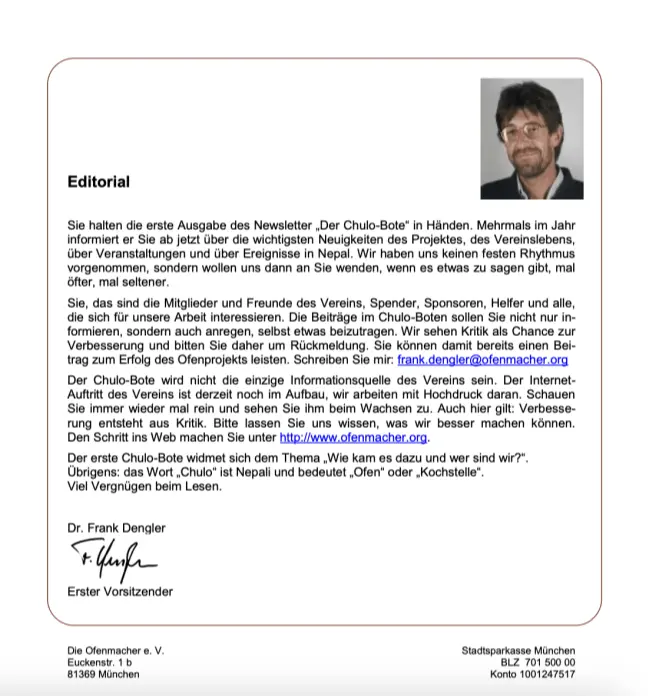 Editorial
Sie halten die erste Ausgabe des Newsletter „Der Chulo-Bote“ in Händen. Mehrmals im Jahr
informiert er Sie ab jetzt über die wichtigsten Neuigkeiten des Projektes, des Vereinslebens,
über Veranstaltungen und über Ereignisse in Nepal. Wir haben uns keinen festen Rhythmus
vorgenommen, sondern wollen uns dann an Sie wenden, wenn es etwas zu sagen gibt, mal
öfter, mal seltener.
Sie, das sind die Mitglieder und Freunde des Vereins, Spender, Sponsoren, Helfer und alle,
die sich für unsere Arbeit interessieren. Die Beiträge im Chulo-Boten sollen Sie nicht nur in-
formieren, sondern auch anregen, selbst etwas beizutragen. Wir sehen Kritik als Chance zur
Verbesserung und bitten Sie daher um Rückmeldung. Sie können damit bereits einen Bei-
trag zum Erfolg des Ofenprojekts leisten. Schreiben Sie mir: frank.dengler@ofenmacher.org
Der Chulo-Bote wird nicht die einzige Informationsquelle des Vereins sein. Der Internet-
Auftritt des Vereins ist derzeit noch im Aufbau, wir arbeiten mit Hochdruck daran. Schauen
Sie immer wieder mal rein und sehen Sie ihm beim Wachsen zu. Auch hier gilt: Verbesse-
rung entsteht aus Kritik. Bitte lassen Sie uns wissen, was wir besser machen können.
Den Schritt ins Web machen Sie unter http://www.ofenmacher.org.
Der erste Chulo-Bote widmet sich dem Thema „Wie kam es dazu und wer sind wir?“.
Übrigens: das Wort „Chulo“ ist Nepali und bedeutet „Ofen“ oder „Kochstelle“.
Viel Vergnügen beim Lesen.
Dr. Frank Dengler
Erster Vorsitzender
Die Ofenmacher e. V.
Euckenstr. 1 b
81369 München
Stadtsparkasse München
BLZ 701 500 00
Konto 1001247517